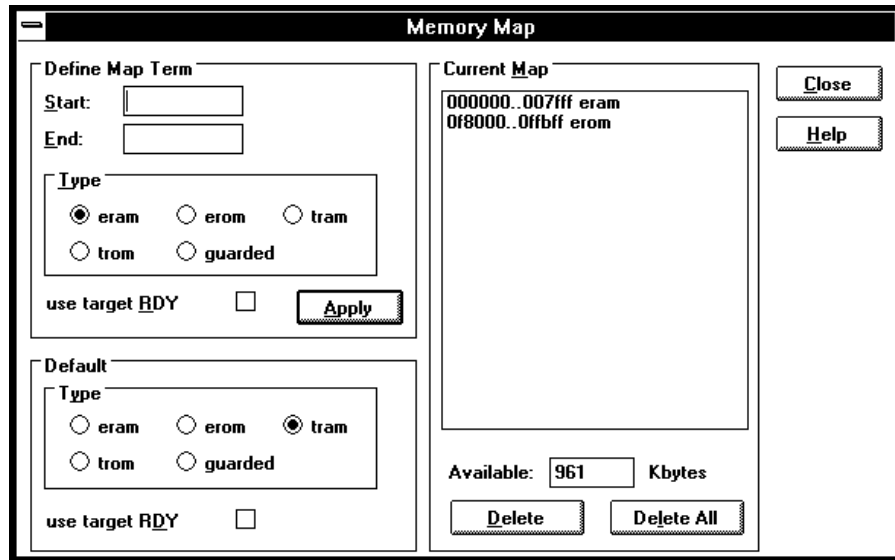 Memory Map
Define Map Term
Start:
End:
Type
eram erom tram
trom guarded
use target RDY
Apply
Default
Type
eram erom tram
trom guarded
use target RDY
Current Map
000000..007fff eram
0f8000..0ffbff erom
Available: 961 Kbytes
Delete Delete All
Close
Help